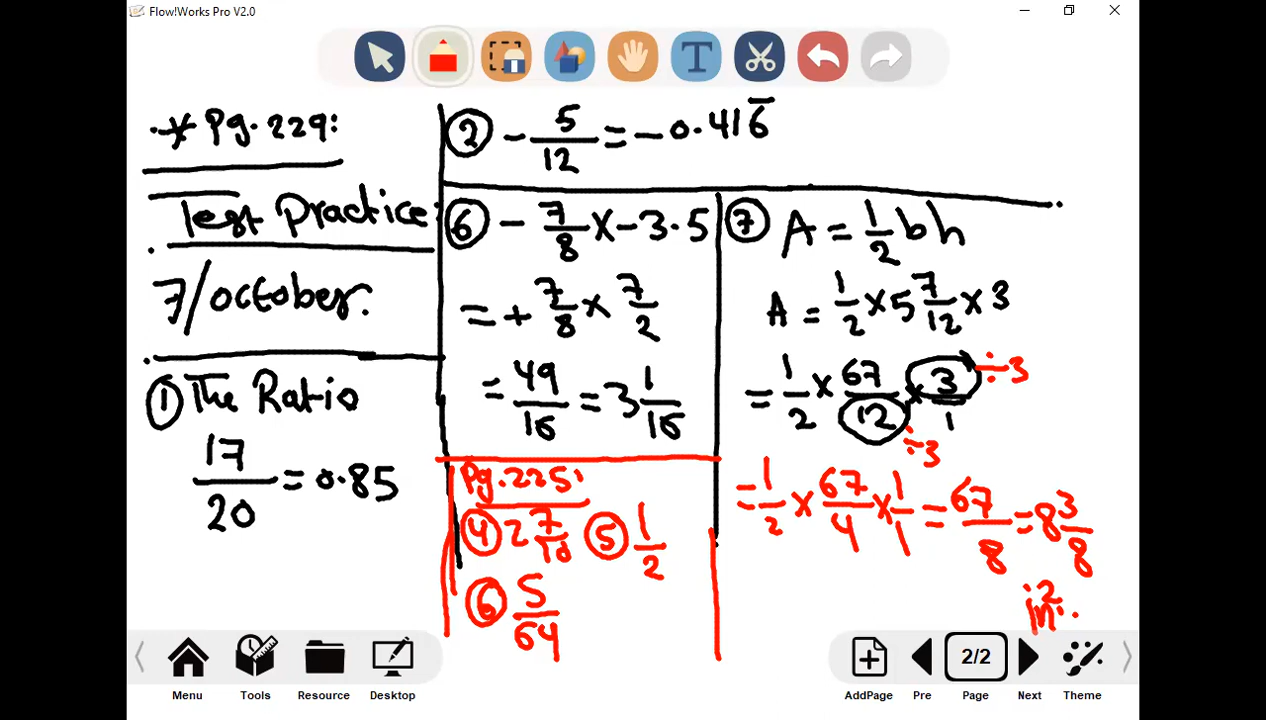 Flow!Works Pro V2.0
* Pg. 229:
Test Practice
7/october.
① The Ratio
17/20 = 0.85
② - 5/12 = - 0.416̅
⑥ - 7/8 x - 3.5
= + 7/8 x 7/2
= 49/16 = 3 1/16
Pg. 225:
④ 2 7/10 ⑤ 1/2
⑥ 5/64
⑦ A = 1/2 bh
A = 1/2 x 5 7/12 x 3
= 1/2 x 67/12 x 3/1 ÷3
÷3
= 1/2 x 67/4 x 1/1 = 67/8 = 8 3/8
in².
Menu Tools Resource Desktop
2/2
AddPage Pre Page Next Theme